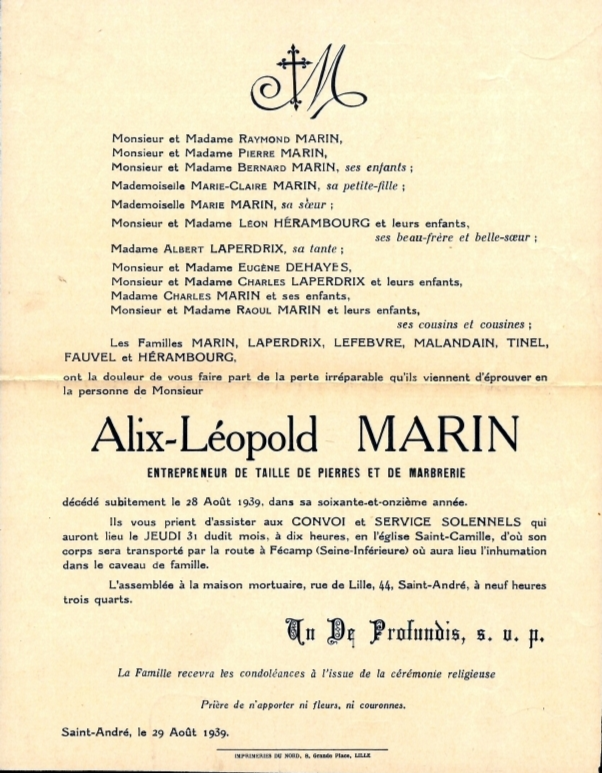 M
Monsieur et Madame RAYMOND MARIN,
Monsieur et Madame PIERRE MARIN,
Monsieur et Madame BERNARD MARIN, ses enfants ;
Mademoiselle MARIE-CLAIRE MARIN, sa petite-fille ;
Mademoiselle MARIE MARIN, sa sœur ;
Monsieur et Madame LÉON HÉRAMBOURG et leurs enfants,
ses beau-frère et belle-sœur ;
Madame ALBERT LAPERDRIX, sa tante ;
Monsieur et Madame EUGÈNE DEHAYES,
Monsieur et Madame CHARLES LAPERDRIX et leurs enfants,
Madame CHARLES MARIN et ses enfants,
Monsieur et Madame RAOUL MARIN et leurs enfants,
ses cousins et cousines ;
Les Familles MARIN, LAPERDRIX, LEFEBVRE, MALANDAIN, TINEL,
FAUVEL et HÉRAMBOURG,
ont la douleur de vous faire part de la perte irréparable qu'ils viennent d'éprouver en
la personne de Monsieur
Alix-Léopold MARIN
ENTREPRENEUR DE TAILLE DE PIERRES ET DE MARBRERIE
décédé subitement le 28 Août 1939, dans sa soixante-et-onzième année.
Ils vous prient d'assister aux CONVOI et SERVICE SOLENNELS qui
auront lieu le JEUDI 31 dudit mois, à dix heures, en l'église Saint-Camille, d'où son
corps sera transporté par la route à Fécamp (Seine-Inférieure) où aura lieu l'inhumation
dans le caveau de famille.
L'assemblée à la maison mortuaire, rue de Lille, 44, Saint-André, à neuf heures
trois quarts.
Un De Profundis, s. v. p.
La Famille recevra les condoléances à l'issue de la cérémonie religieuse
Prière de n'apporter ni fleurs, ni couronnes.
Saint-André, le 29 Août 1939.
IMPRIMERIES DU NORD, 8, Grande Place, LILLE